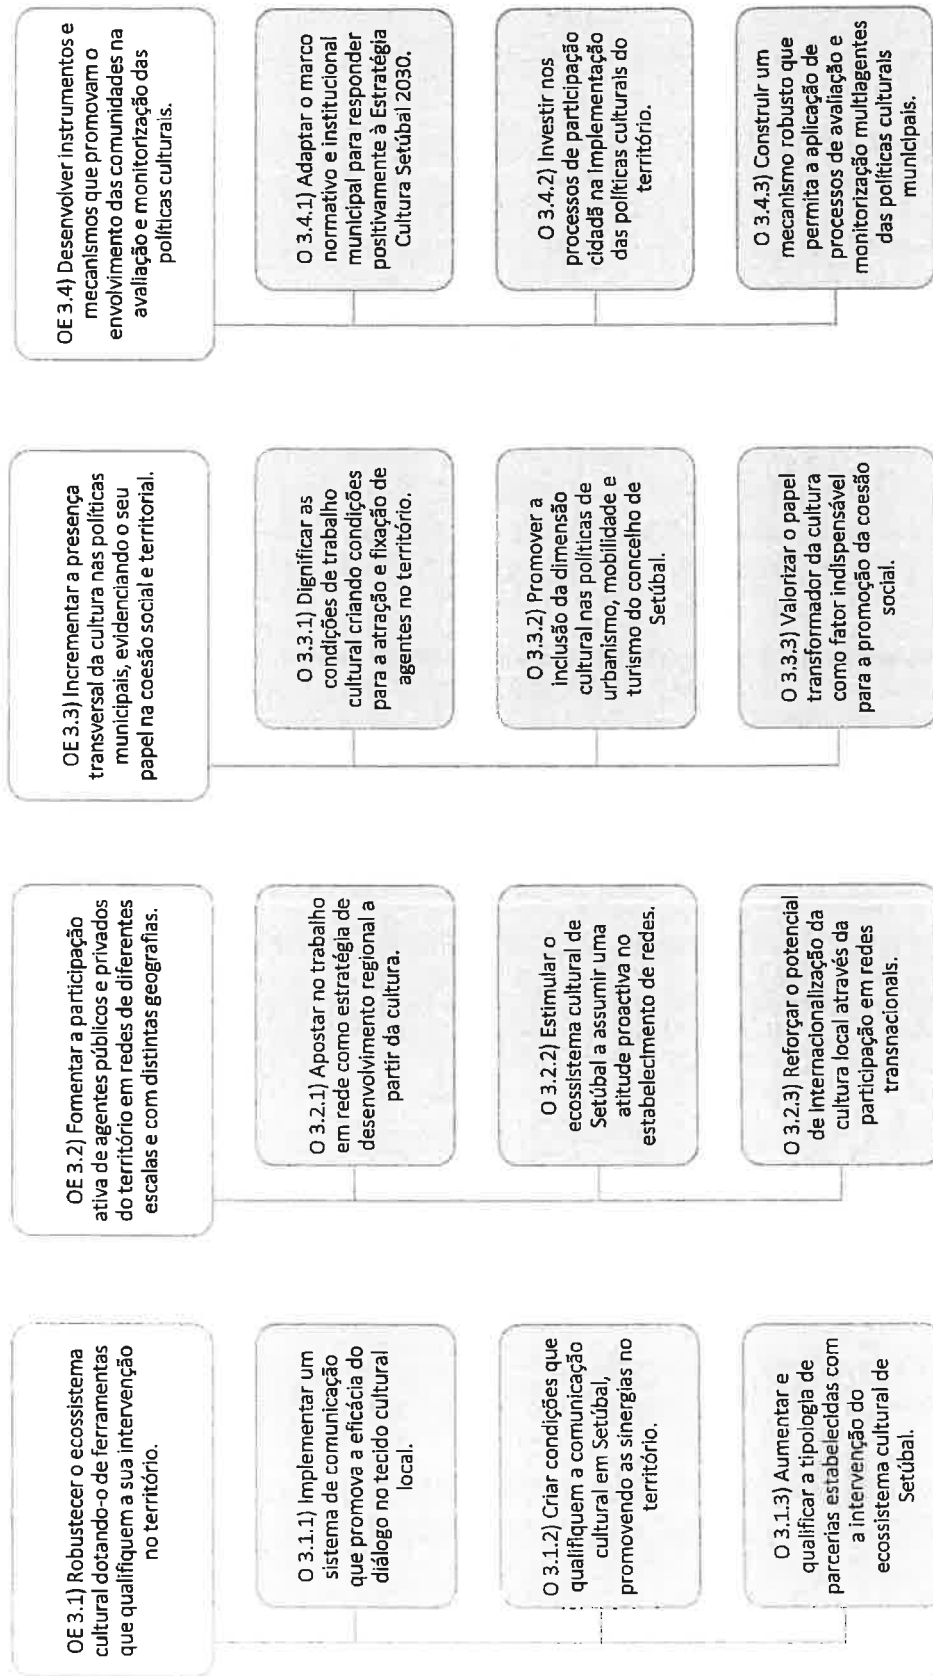 OE 3.1) Robustecer o ecossistema
cultural dotando-o de ferramentas
que qualifiquem a sua intervenção
no território.
O 3.1.1) Implementar um
sistema de comunicação
que promova a eficácia do
diálogo no tecido cultural
local.
O 3.1.2) Criar condições que
qualifiquem a comunicação
cultural em Setúbal,
promovendo as sinergias no
território.
O 3.1.3) Aumentar e
qualificar a tipologia de
parcerias estabelecidas com
a intervenção do
ecossistema cultural de
Setúbal.
OE 3.2) Fomentar a participação
ativa de agentes públicos e privados
do território em redes de diferentes
escalas e com distintas geografias.
O 3.2.1) Apostar no trabalho
em rede como estratégia de
desenvolvimento regional a
partir da cultura.
O 3.2.2) Estimular o
ecossistema cultural de
Setúbal a assumir uma
atitude proactiva no
estabelecimento de redes.
O 3.2.3) Reforçar o potencial
de Internacionalização da
cultura local através da
participação em redes
transnacionais.
OE 3.3) Incrementar a presença
transversal da cultura nas políticas
municipais, evidenciando o seu
papel na coesão social e territorial.
O 3.3.1) Dignificar as
condições de trabalho
cultural criando condições
para a atração e fixação de
agentes no território.
O 3.3.2) Promover a
inclusão da dimensão
cultural nas políticas de
urbanismo, mobilidade e
turismo do concelho de
Setúbal.
O 3.3.3) Valorizar o papel
transformador da cultura
como fator indispensável
para a promoção da coesão
social.
OE 3.4) Desenvolver instrumentos e
mecanismos que promovam o
envolvimento das comunidades na
avaliação e monitorização das
políticas culturais.
O 3.4.1) Adaptar o marco
normativo e institucional
municipal para responder
positivamente à Estratégia
Cultura Setúbal 2030.
O 3.4.2) Investir nos
processos de participação
cidadã na implementação
das políticas culturais do
território.
O 3.4.3) Construir um
mecanismo robusto que
permita a aplicação de
processos de avaliação e
monitorização multiagentes
das políticas culturais
municipais.